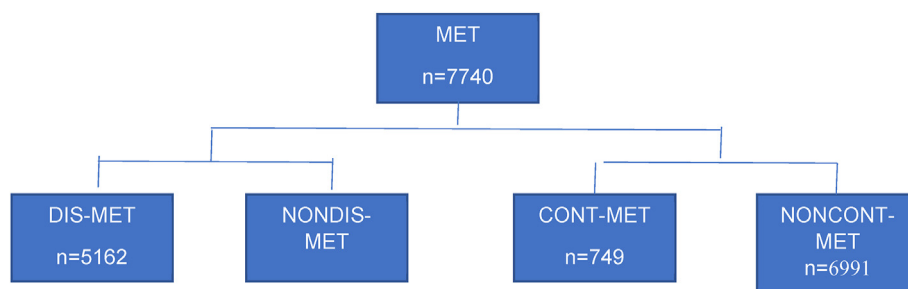 MET
n=7740
DIS-MET
n=5162
NONDIS-
MET
CONT-MET
n=749
NONCONT-
MET
n=6991